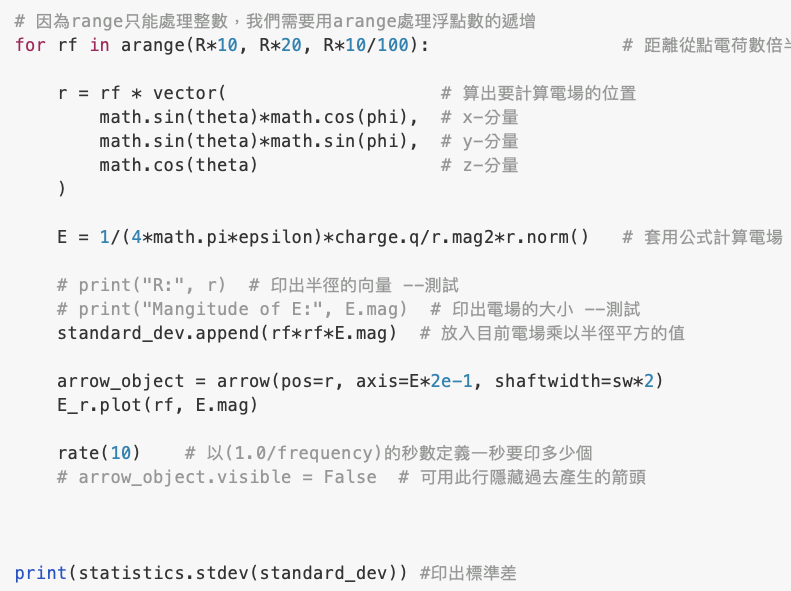 # 因為range只能處理整數，我們需要用arange處理浮點數的遞增
for rf in arange(R*10, R*20, R*10/100):    # 距離從點電荷數倍半
    r = rf * vector(    # 算出要計算電場的位置
        math.sin(theta)*math.cos(phi),  # x-分量
        math.sin(theta)*math.sin(phi),  # y-分量
        math.cos(theta)    # z-分量
    )
    E = 1/(4*math.pi*epsilon)*charge.q/r.mag2*r.norm()   # 套用公式計算電場
    # print("R:", r)  # 印出半徑的向量 --測試
    # print("Mangitude of E:", E.mag)  # 印出電場的大小 --測試
    standard_dev.append(rf*rf*E.mag)  # 放入目前電場乘以半徑平方的值
    arrow_object = arrow(pos=r, axis=E*2e-1, shaftwidth=sw*2)
    E_r.plot(rf, E.mag)
    rate(10)    # 以(1.0/frequency)的秒數定義一秒要印多少個
    # arrow_object.visible = False  # 可用此行隱藏過去產生的箭頭
print(statistics.stdev(standard_dev)) #印出標準差